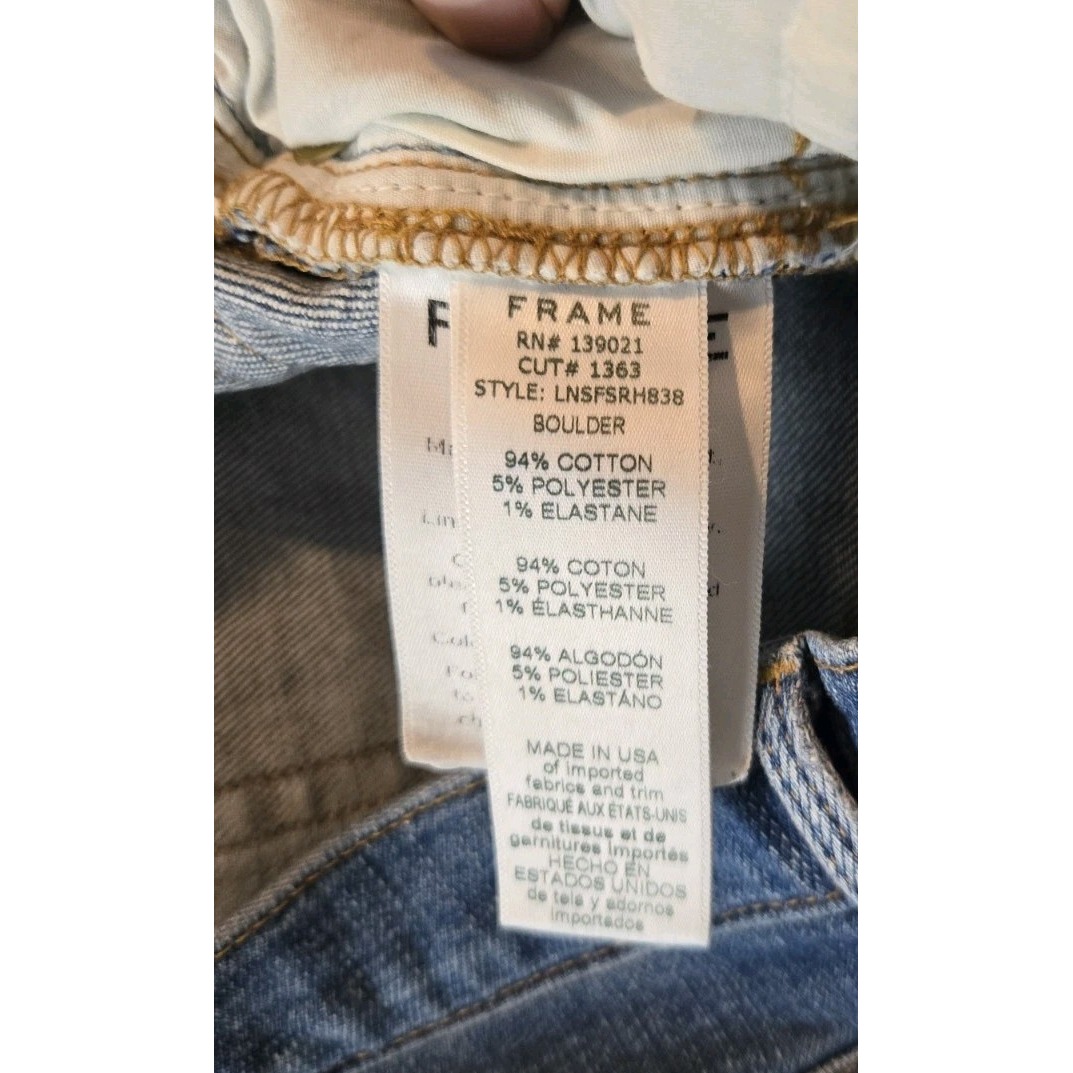 FRAME
RN# 139021
CUT# 1363
STYLE: LNSFSRH838
BOULDER
94% COTTON
5% POLYESTER
1% ELASTANE
94% COTON
5% POLYESTER
1% ÉLASTHANNE
94% ALGODÓN
5% POLIESTER
1% ELASTÁNO
MADE IN USA
of imported
fabrics and trim
FABRIQUÉ AUX ÉTATS-UNIS
de tissus et de
garnitures importés
HECHO EN
ESTADOS UNIDOS
de tela y adornos
importados